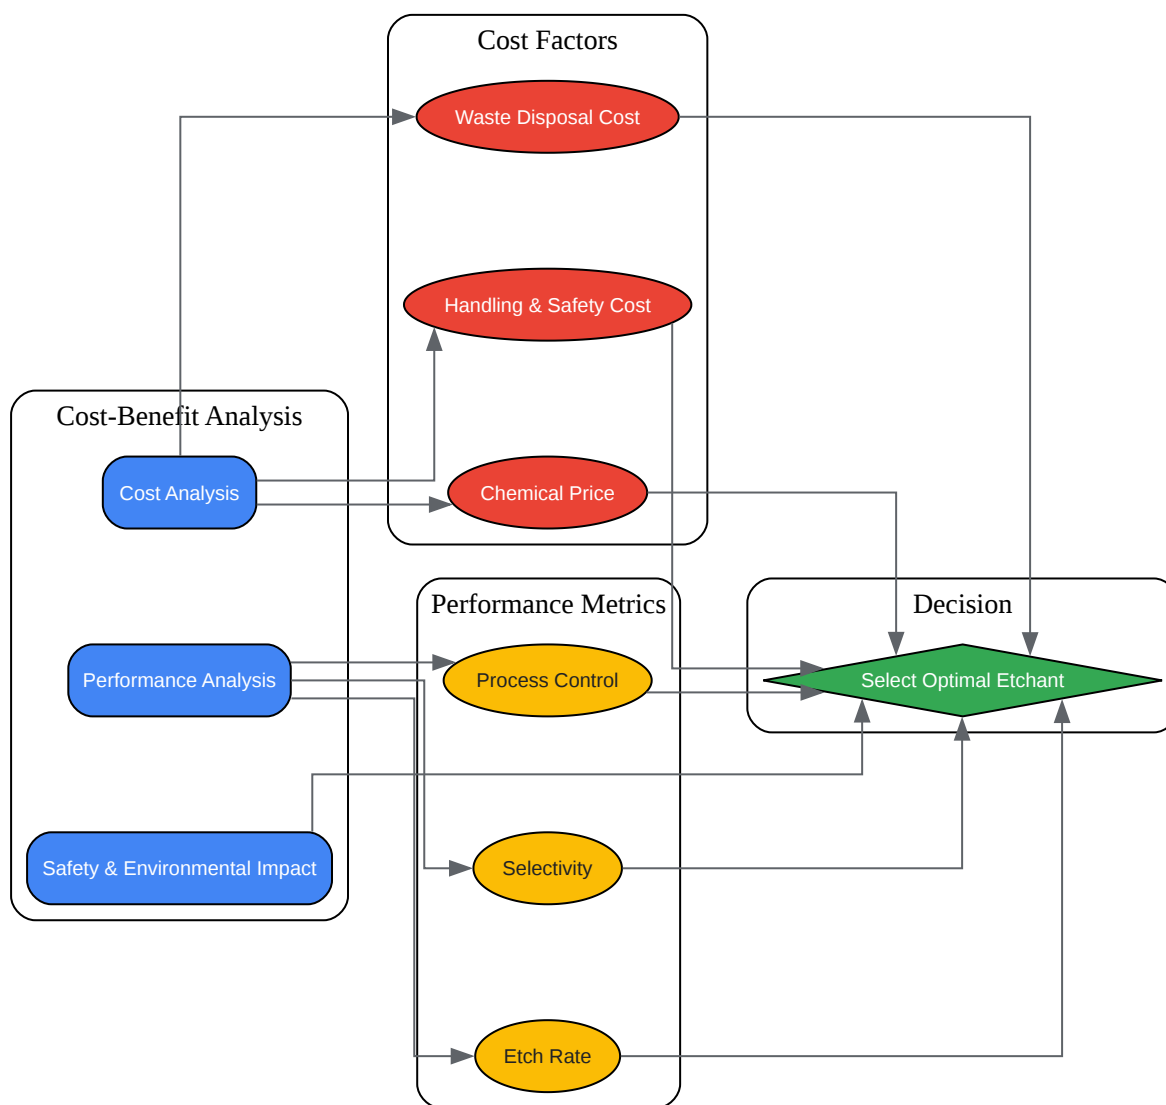 Cost Factors
Waste Disposal Cost
Handling & Safety Cost
Chemical Price
Cost-Benefit Analysis
Cost Analysis
Performance Analysis
Safety & Environmental Impact
Performance Metrics
Process Control
Selectivity
Etch Rate
Decision
Select Optimal Etchant